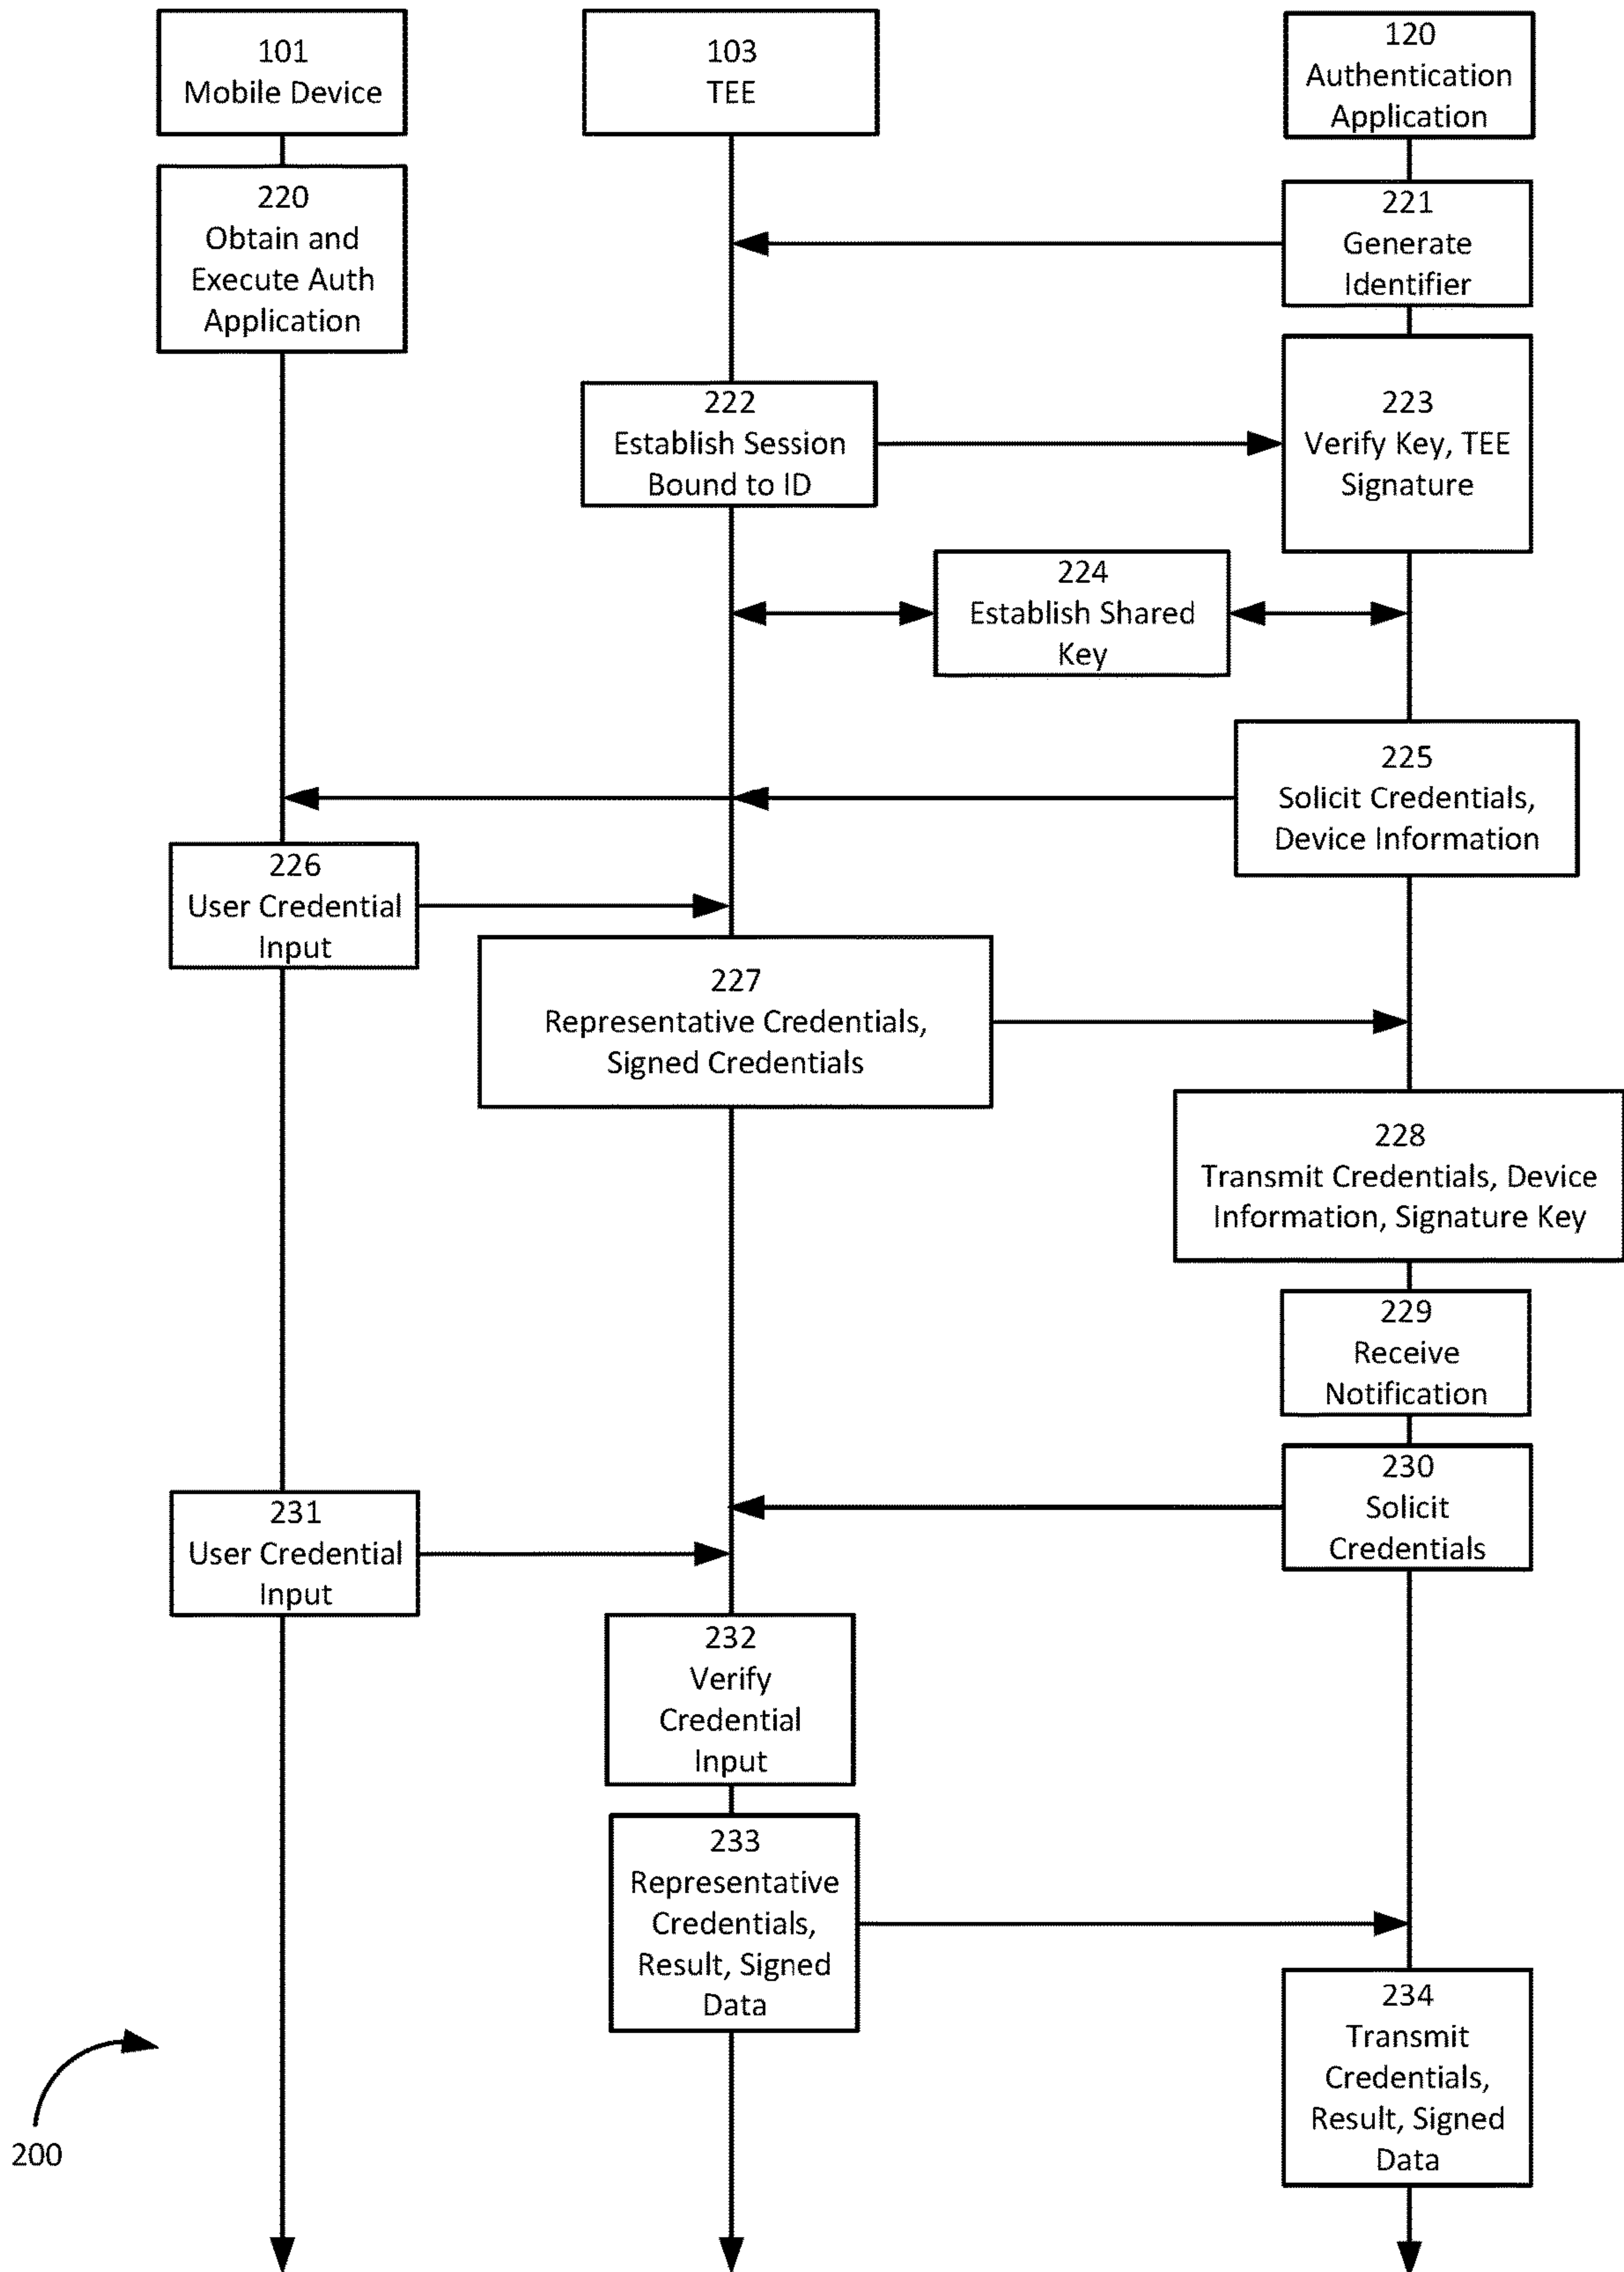 101
Mobile Device
103
TEE
120
Authentication
Application
220
Obtain and
Execute Auth
Application
221
Generate
Identifier
222
Establish Session
Bound to ID
223
Verify Key, TEE
Signature
224
Establish Shared
Key
225
Solicit Credentials,
Device Information
226
User Credential
Input
227
Representative Credentials,
Signed Credentials
228
Transmit Credentials, Device
Information, Signature Key
229
Receive
Notification
230
Solicit
Credentials
231
User Credential
Input
232
Verify
Credential
Input
233
Representative
Credentials,
Result, Signed
Data
234
Transmit
Credentials,
Result, Signed
Data
200